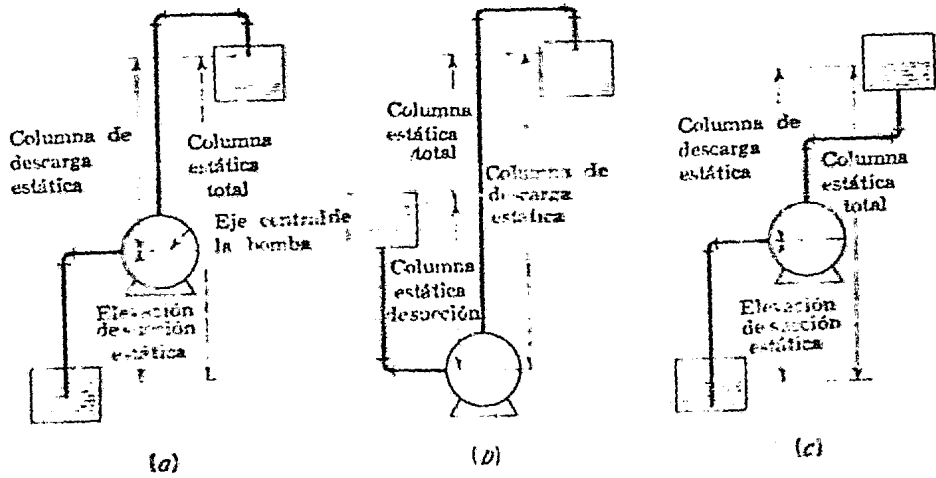 Columna de
descarga
estática
Columna
estática
total
Eje central de
la bomba
Elevación
de succión
estática
(a)
Columna
estática
total
Columna de
descarga
estática
Columna
estática
de succión
(b)
Columna de
descarga
estática
Columna
estática
total
Elevación
de succión
estática
(c)